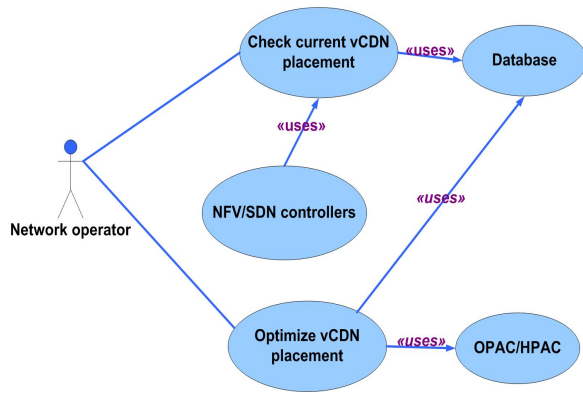 Check current vCDN
placement
«uses»
Database
«uses»
«uses»
NFV/SDN controllers
Network operator
Optimize vCDN
placement
«uses»
OPAC/HPAC